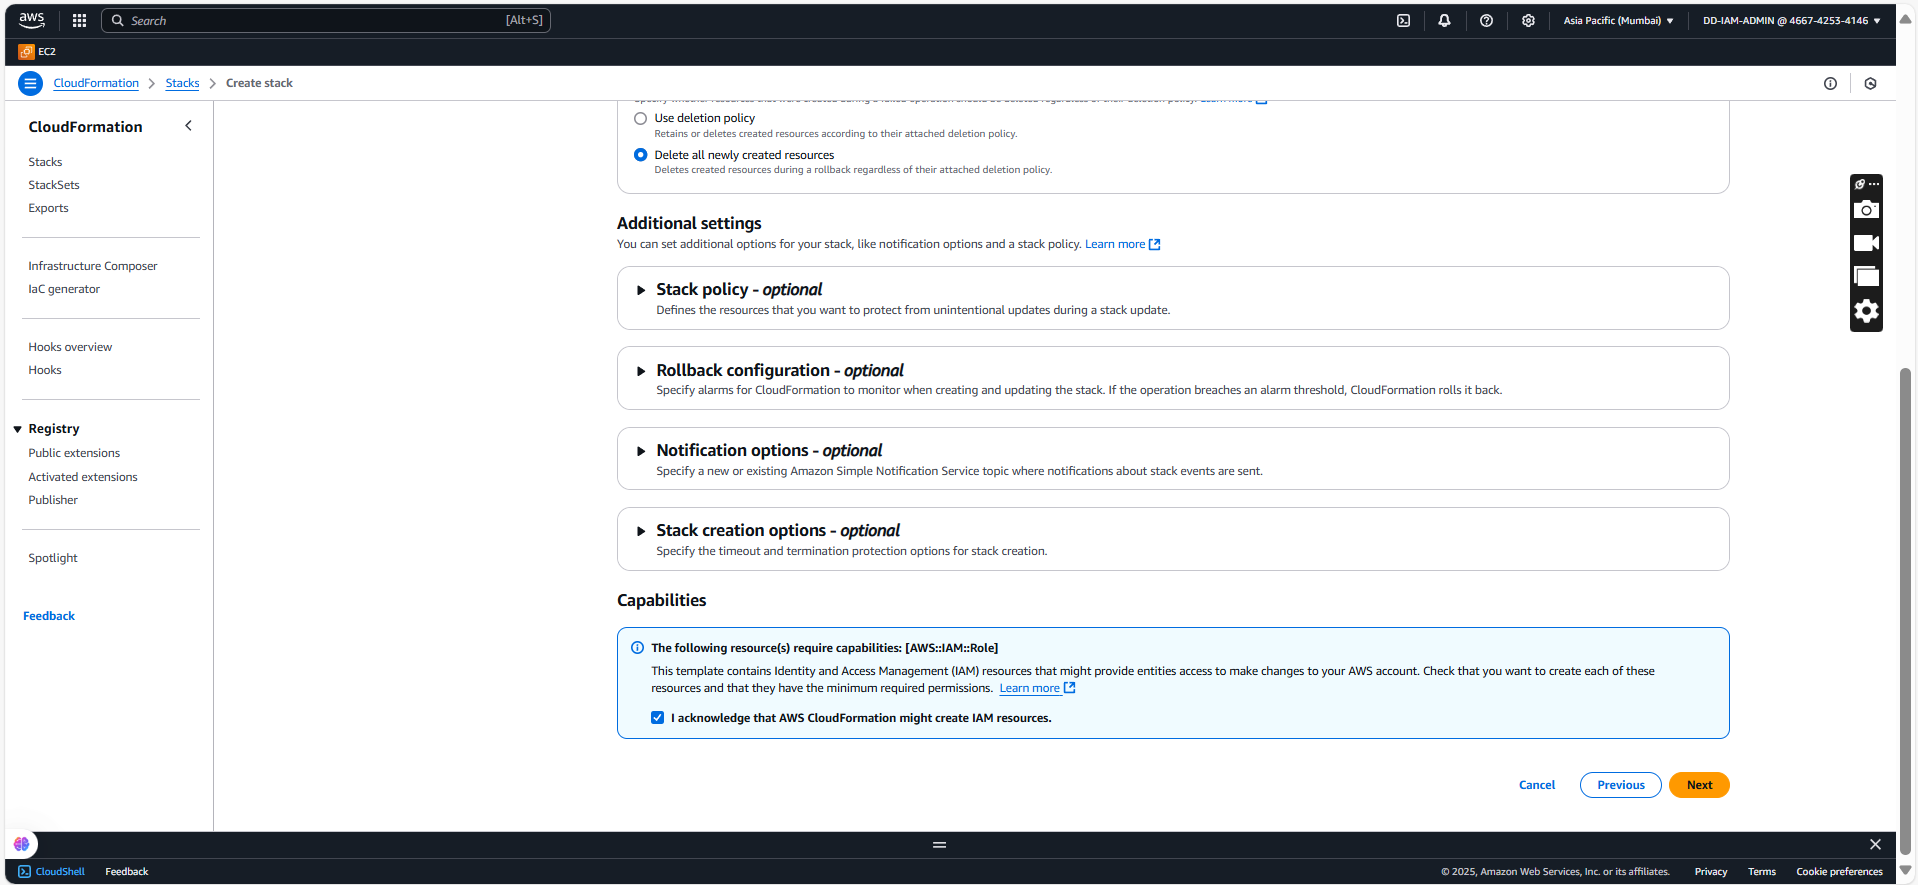 aws
Search
[Alt+S]
Asia Pacific (Mumbai)
DD-IAM-ADMIN @ 4667-4253-4146
EC2
CloudFormation
Stacks
Create stack
CloudFormation
Stacks
StackSets
Exports
Infrastructure Composer
IaC generator
Hooks overview
Hooks
Registry
Public extensions
Activated extensions
Publisher
Spotlight
Feedback
Use deletion policy
Retains or deletes created resources according to their attached deletion policy.
Delete all newly created resources
Deletes created resources during a rollback regardless of their attached deletion policy.
Additional settings
You can set additional options for your stack, like notification options and a stack policy. Learn more
Stack policy - optional
Defines the resources that you want to protect from unintentional updates during a stack update.
Rollback configuration - optional
Specify alarms for CloudFormation to monitor when creating and updating the stack. If the operation breaches an alarm threshold, CloudFormation rolls it back.
Notification options - optional
Specify a new or existing Amazon Simple Notification Service topic where notifications about stack events are sent.
Stack creation options - optional
Specify the timeout and termination protection options for stack creation.
Capabilities
The following resource(s) require capabilities: [AWS::IAM::Role]
This template contains Identity and Access Management (IAM) resources that might provide entities access to make changes to your AWS account. Check that you want to create each of these
resources and that they have the minimum required permissions. Learn more
I acknowledge that AWS CloudFormation might create IAM resources.
Cancel
Previous
Next
CloudShell
Feedback
© 2025, Amazon Web Services, Inc. or its affiliates.
Privacy
Terms
Cookie preferences